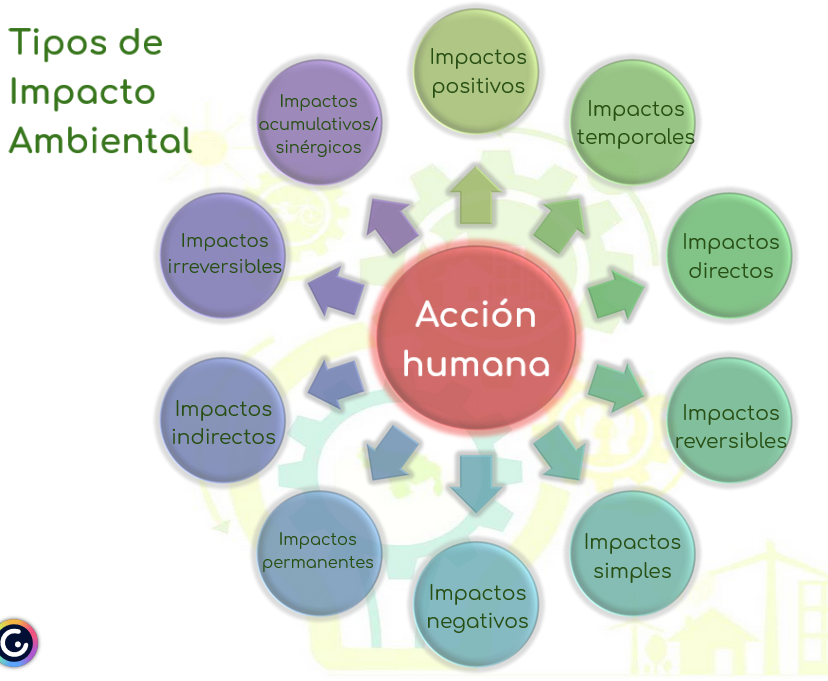 Tipos de
Impacto
Ambiental
Impactos
positivos
Impactos
temporales
Impactos
directos
Impactos
reversibles
Impactos
simples
Impactos
negativos
Impactos
permanentes
Impactos
indirectos
Impactos
irreversibles
Impactos
acumulativos/
sinérgicos
Acción
humana